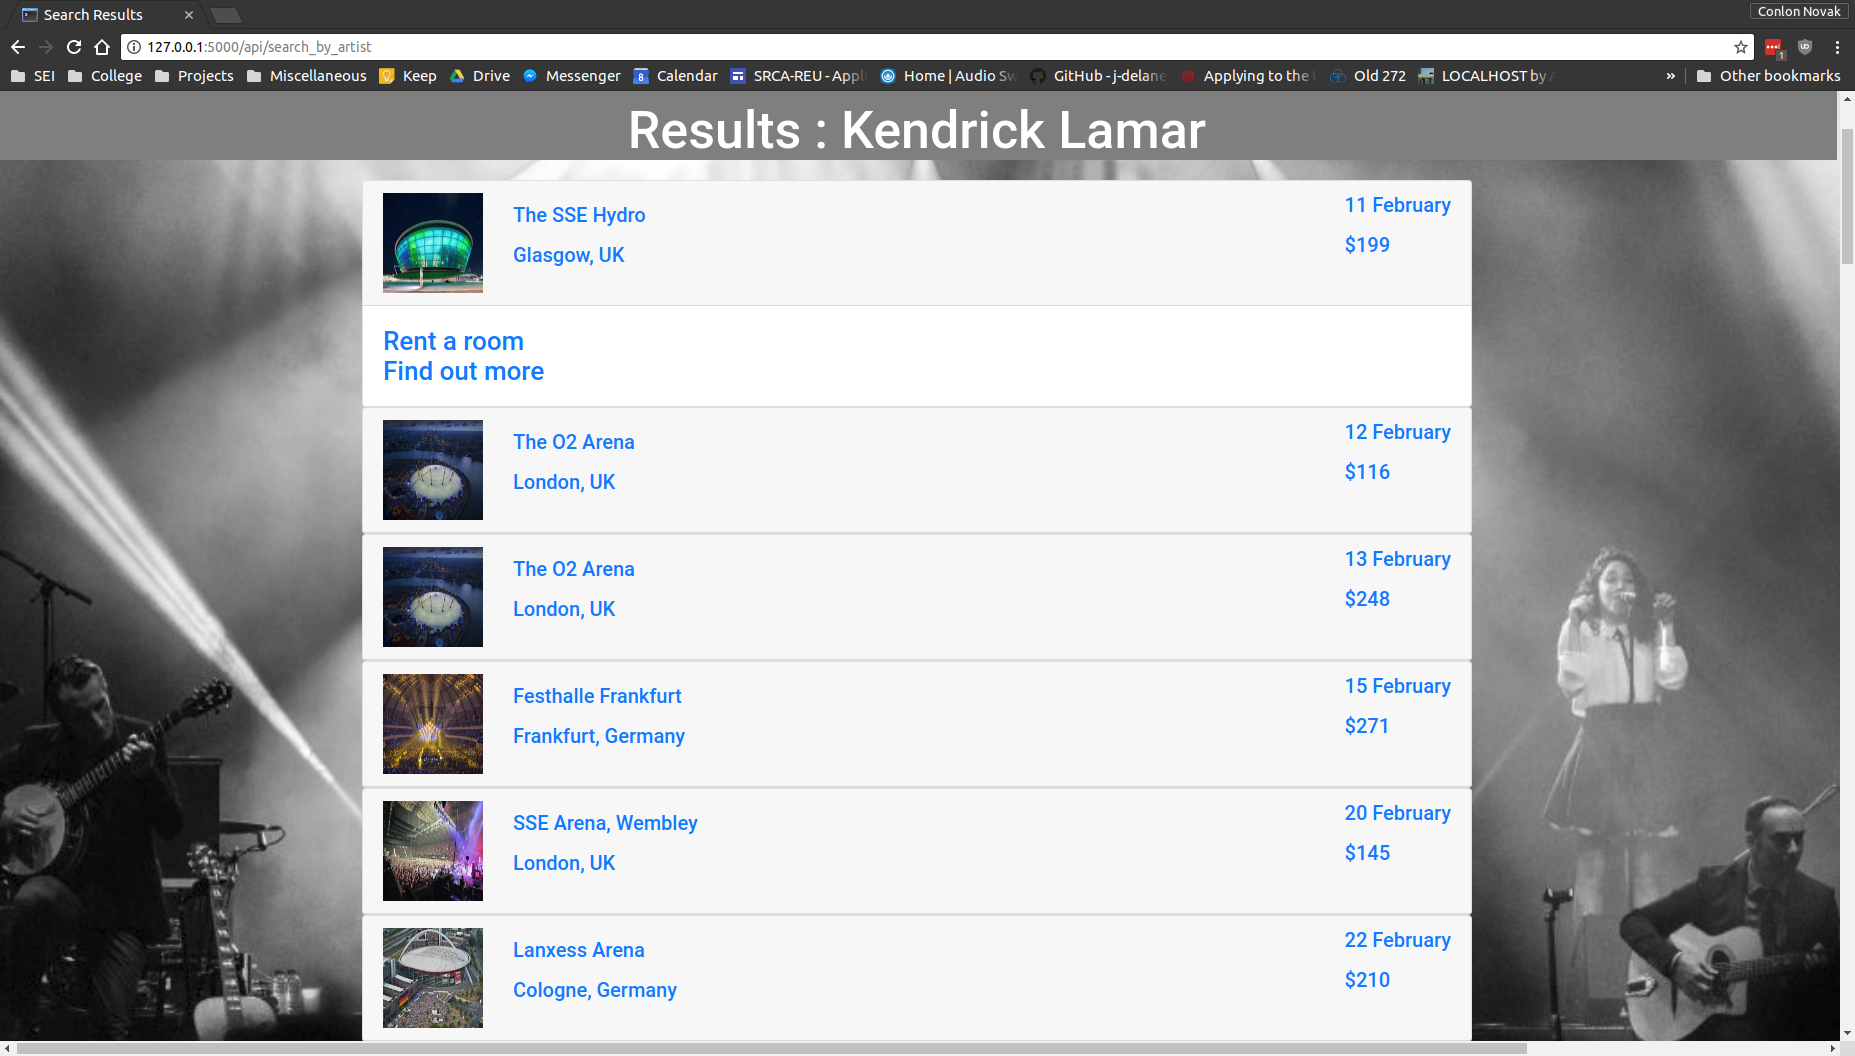 Search Results
Conlon Novak
127.0.0.1:5000/api/search_by_artist
1
SEI College Projects Miscellaneous Keep Drive Messenger 8 Calendar SRCA-REU - Appl Home | Audio Sw GitHub - j-delane Applying to the Old 272 LOCALHOST by » Other bookmarks
Results : Kendrick Lamar
The SSE Hydro
11 February
Glasgow, UK
$199
Rent a room
Find out more
The O2 Arena
12 February
London, UK
$116
The O2 Arena
13 February
London, UK
$248
Festhalle Frankfurt
15 February
Frankfurt, Germany
$271
SSE Arena, Wembley
20 February
London, UK
$145
Lanxess Arena
22 February
Cologne, Germany
$210